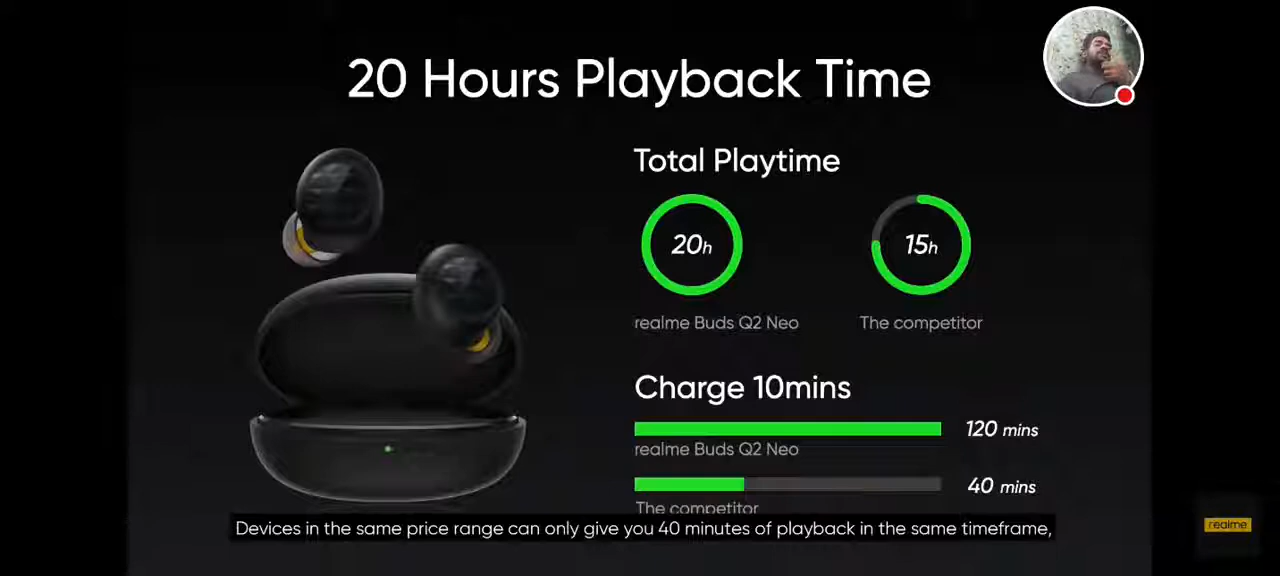 20 Hours Playback Time
Total Playtime
20h
15h
realme Buds Q2 Neo
The competitor
Charge 10mins
120 mins
realme Buds Q2 Neo
40 mins
The competitor
Devices in the same price range can only give you 40 minutes of playback in the same timeframe,
realme